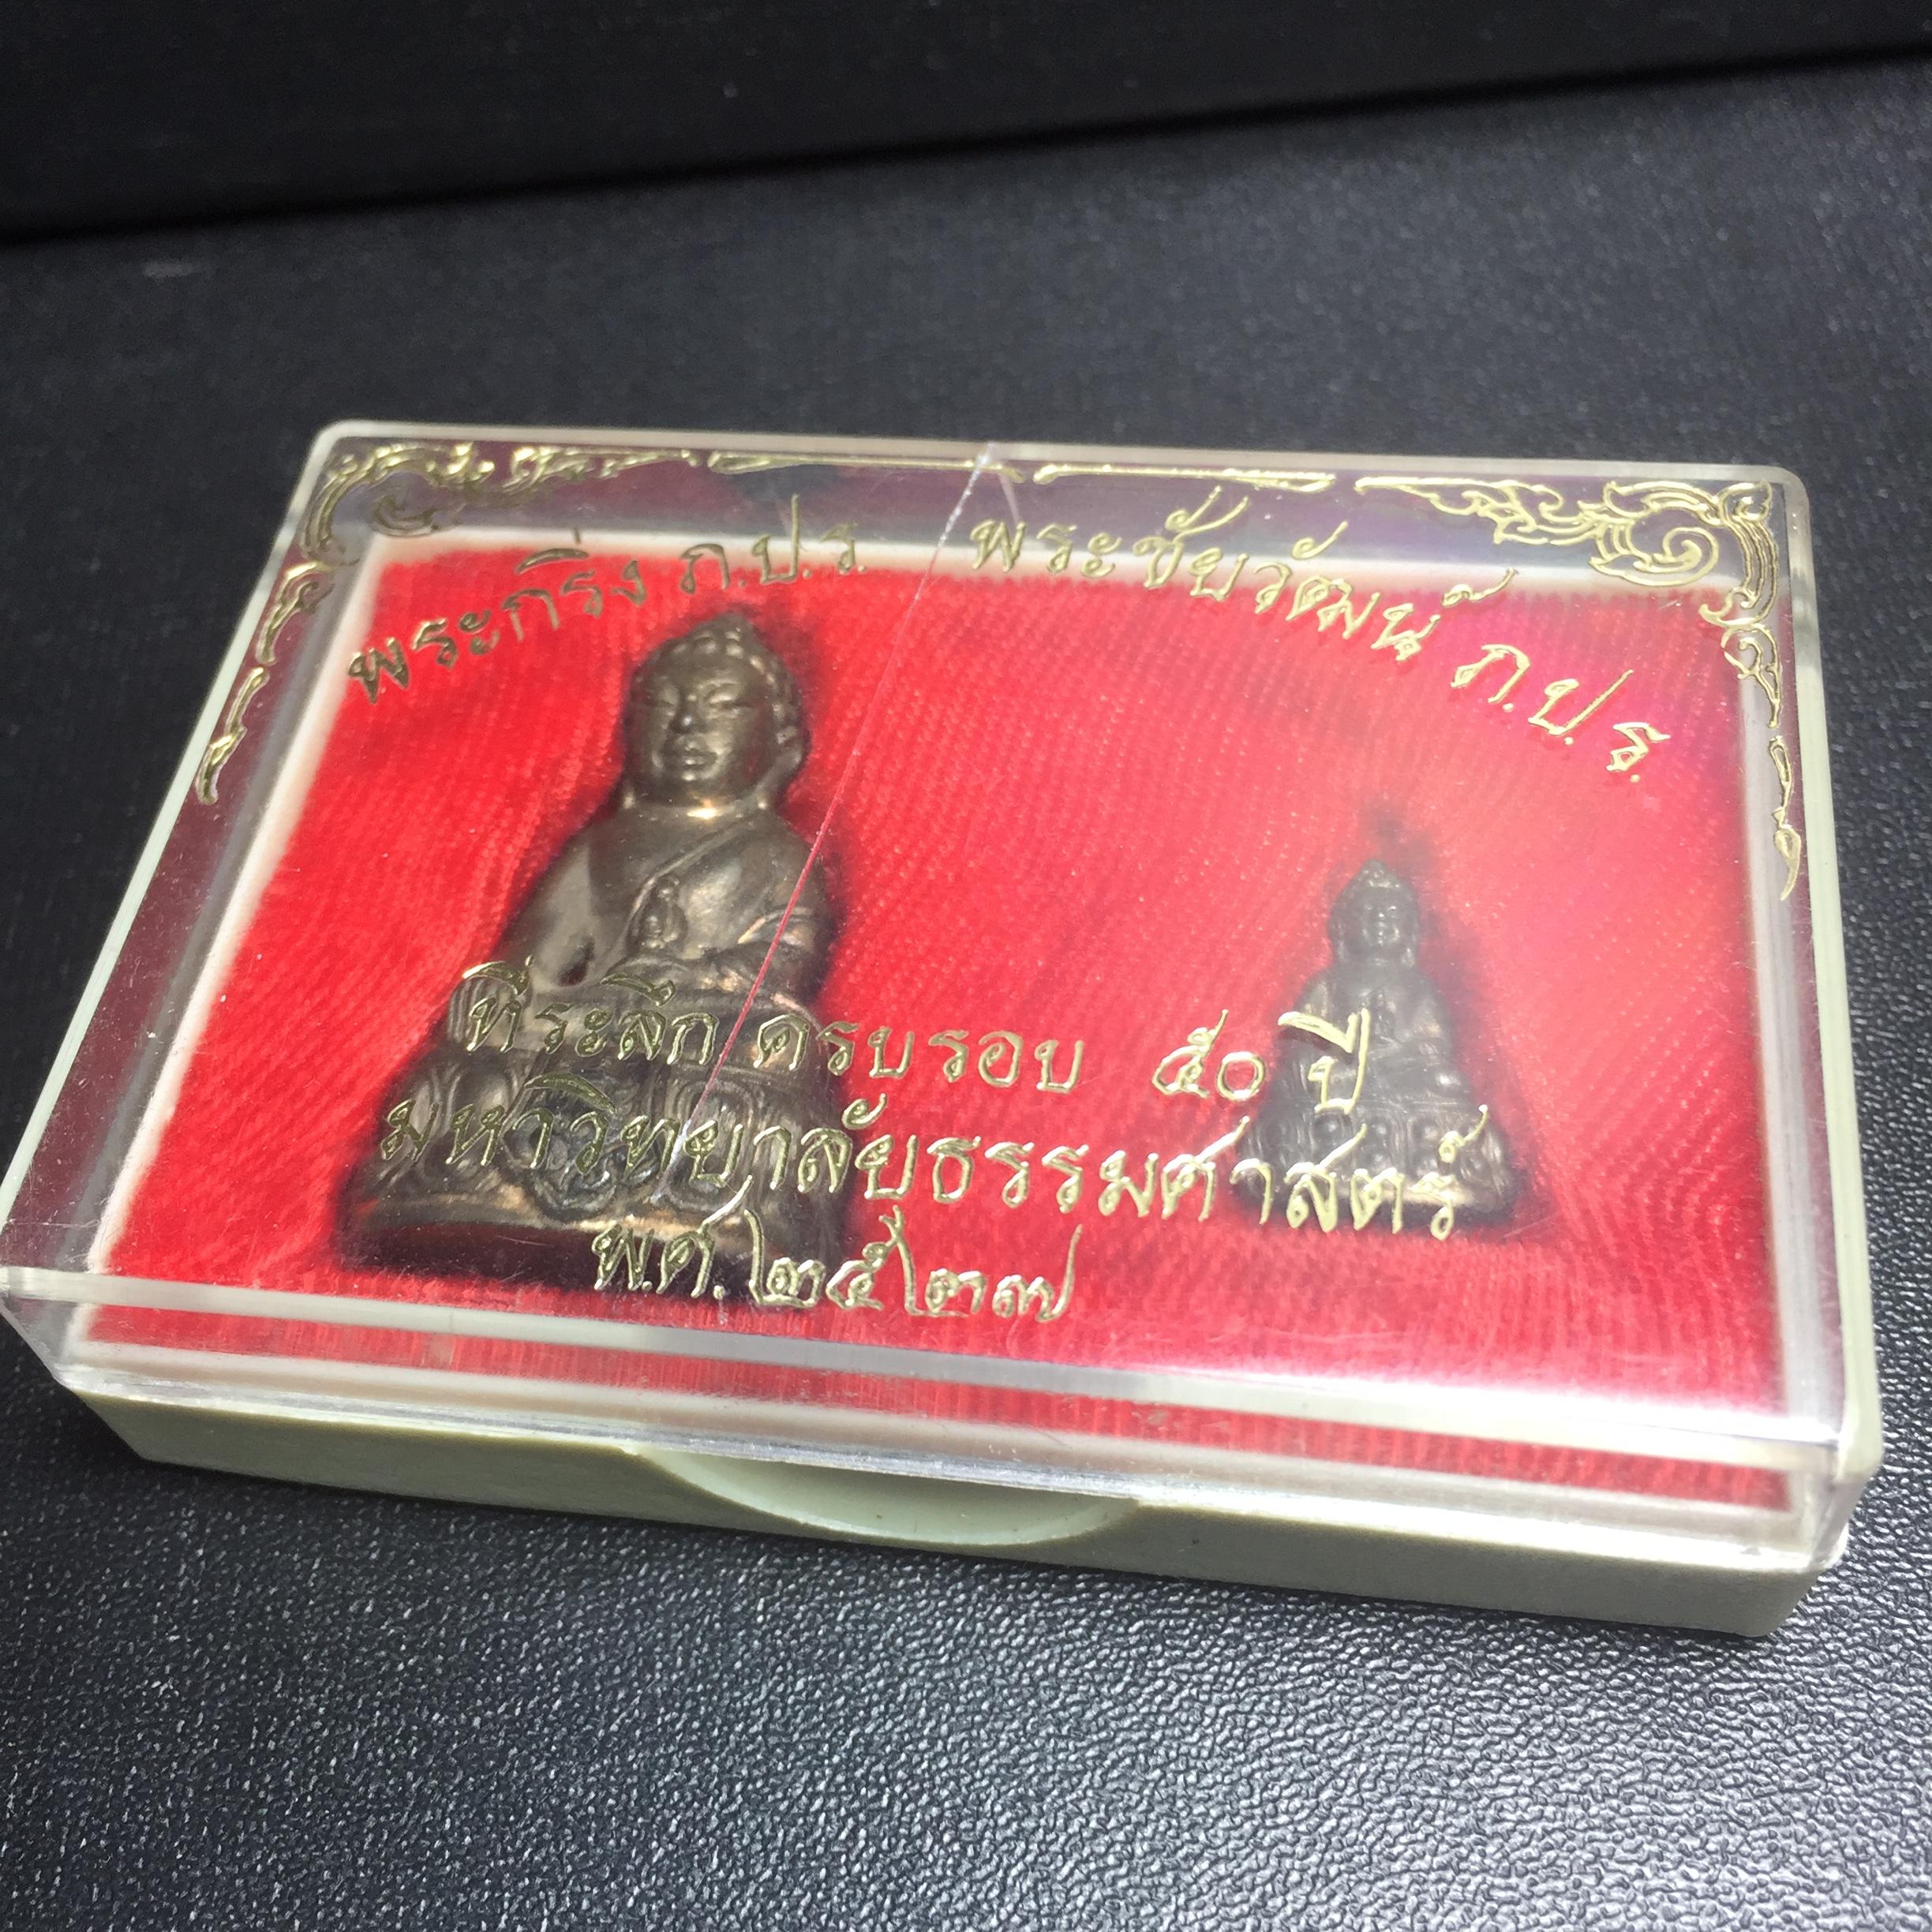 พระกริ่ง ภ.ป.ร. พระชัยวัฒน์ ภ.ป.ร.
ที่ระลึก ครบรอบ ๕๐ ปี
มหาวิทยาลัยธรรมศาสตร์
พ.ศ. ๒๕๒๗